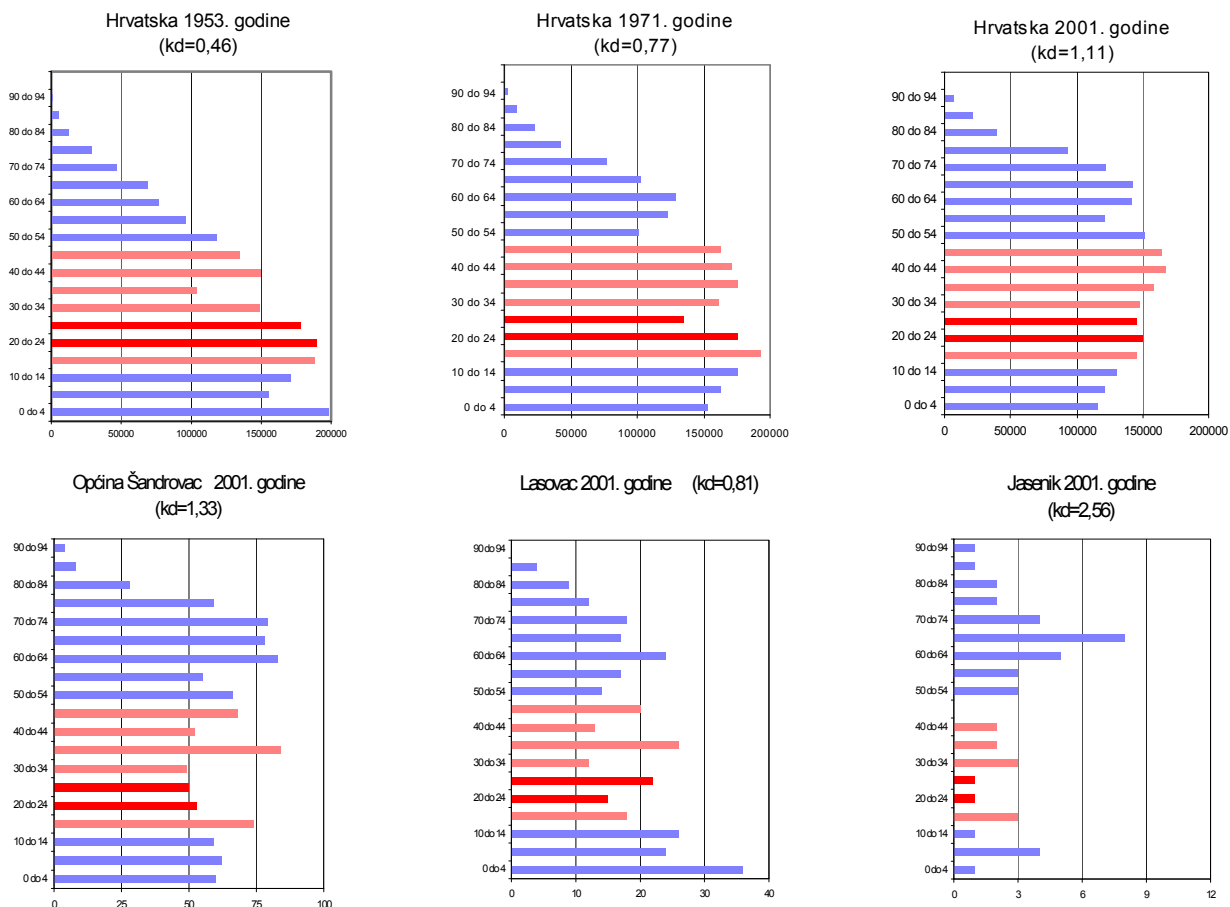 Hrvatska 1953. godine
(kd=0,46)
90 do 94
80 do 84
70 do 74
60 do 64
50 do 54
40 do 44
30 do 34
20 do 24
10 do 14
0 do 4
0 50000 100000 150000 200000
Hrvatska 1971. godine
(kd=0,77)
90 do 94
80 do 84
70 do 74
60 do 64
50 do 54
40 do 44
30 do 34
20 do 24
10 do 14
0 do 4
0 50000 100000 150000 200000
Hrvatska 2001. godine
(kd=1,11)
90 do 94
80 do 84
70 do 74
60 do 64
50 do 54
40 do 44
30 do 34
20 do 24
10 do 14
0 do 4
0 50000 100000 150000 200000
Općina Šandrovac 2001. godine
(kd=1,33)
90 do 94
80 do 84
70 do 74
60 do 64
50 do 54
40 do 44
30 do 34
20 do 24
10 do 14
0 do 4
0 25 50 75 100
Lasovac 2001. godine (kd=0,81)
90 do 94
80 do 84
70 do 74
60 do 64
50 do 54
40 do 44
30 do 34
20 do 24
10 do 14
0 do 4
0 10 20 30 40
Jasenik 2001. godine
(kd=2,56)
90 do 94
80 do 84
70 do 74
60 do 64
50 do 54
40 do 44
30 do 34
20 do 24
10 do 14
0 do 4
0 3 6 9 12